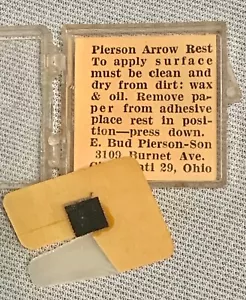 Pierson Arrow Rest
To apply surface
must be clean and
dry from dirt: wax
& oil. Remove pa-
per from adhesive
place rest in posi-
tion—press down.
E. Bud Pierson-Son
3109 Burnet Ave.
29, Ohio